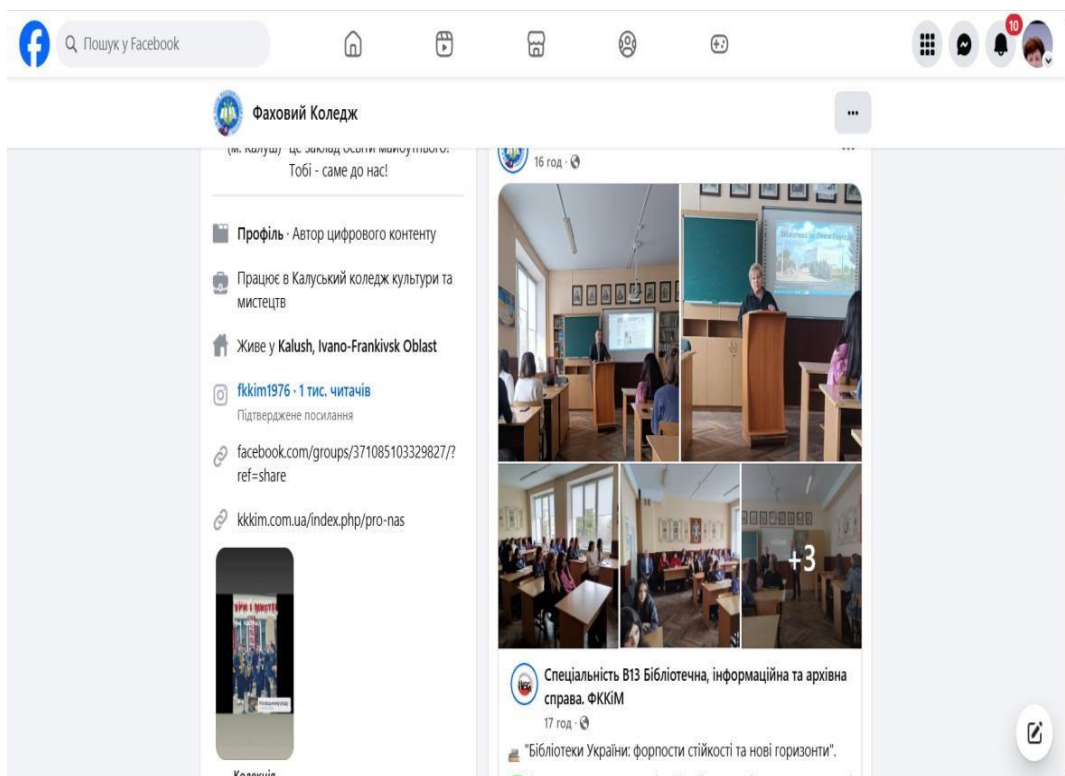 Пошук у Facebook
10
Фаховий Коледж
Тобі - саме до нас!
Профіль · Автор цифрового контенту
Працює в Калуський коледж культури та
мистецтв
Живе у Kalush, Ivano-Frankivsk Oblast
fkkim1976 · 1 тис. читачів
Підтверджене посилання
facebook.com/groups/371085103329827/?
ref=share
kkkim.com.ua/index.php/pro-nas
16 год ·
+3
Спеціальність В13 Бібліотечна, інформаційна та архівна
справа. ФККіМ
17 год ·
"Бібліотеки України: форпости стійкості та нові горизонти".